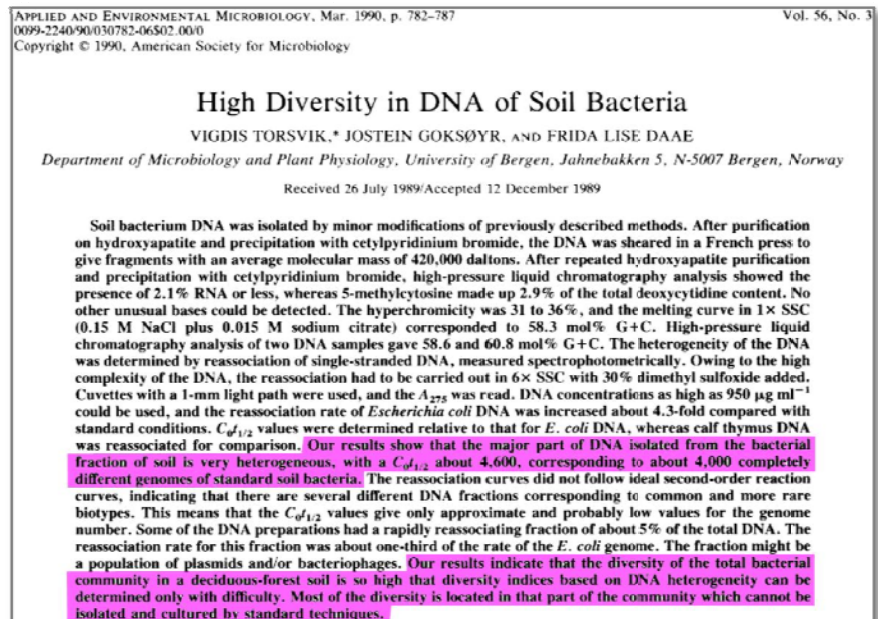 APPLIED AND ENVIRONMENTAL MICROBIOLOGY, Mar. 1990, p. 782–787
Vol. 56, No. 3
0099-2240/90/030782-06$02.00/0
Copyright © 1990, American Society for Microbiology
High Diversity in DNA of Soil Bacteria
VIGDIS TORSVIK,* JOSTEIN GOKSØYR, AND FRIDA LISE DAAE
Department of Microbiology and Plant Physiology, University of Bergen, Jahnebakken 5, N-5007 Bergen, Norway
Received 26 July 1989/Accepted 12 December 1989
Soil bacterium DNA was isolated by minor modifications of previously described methods. After purification
on hydroxyapatite and precipitation with cetylpyridinium bromide, the DNA was sheared in a French press to
give fragments with an average molecular mass of 420,000 daltons. After repeated hydroxyapatite purification
and precipitation with cetylpyridinium bromide, high-pressure liquid chromatography analysis showed the
presence of 2.1% RNA or less, whereas 5-methylcytosine made up 2.9% of the total deoxycytidine content. No
other unusual bases could be detected. The hyperchromicity was 31 to 36%, and the melting curve in 1× SSC
(0.15 M NaCl plus 0.015 M sodium citrate) corresponded to 58.3 mol% G+C. High-pressure liquid
chromatography analysis of two DNA samples gave 58.6 and 60.8 mol% G+C. The heterogeneity of the DNA
was determined by reassociation of single-stranded DNA, measured spectrophotometrically. Owing to the high
complexity of the DNA, the reassociation had to be carried out in 6× SSC with 30% dimethyl sulfoxide added.
Cuvettes with a 1-mm light path were used, and the A₂₇₅ was read. DNA concentrations as high as 950 μg ml⁻¹
could be used, and the reassociation rate of Escherichia coli DNA was increased about 4.3-fold compared with
standard conditions. C₀t₁/₂ values were determined relative to that for E. coli DNA, whereas calf thymus DNA
was reassociated for comparison. Our results show that the major part of DNA isolated from the bacterial
fraction of soil is very heterogeneous, with a C₀t₁/₂ about 4,600, corresponding to about 4,000 completely
different genomes of standard soil bacteria. The reassociation curves did not follow ideal second-order reaction
curves, indicating that there are several different DNA fractions corresponding to common and more rare
biotypes. This means that the C₀t₁/₂ values give only approximate and probably low values for the genome
number. Some of the DNA preparations had a rapidly reassociating fraction of about 5% of the total DNA. The
reassociation rate for this fraction was about one-third of the rate of the E. coli genome. The fraction might be
a population of plasmids and/or bacteriophages. Our results indicate that the diversity of the total bacterial
community in a deciduous-forest soil is so high that diversity indices based on DNA heterogeneity can be
determined only with difficulty. Most of the diversity is located in that part of the community which cannot be
isolated and cultured by standard techniques.